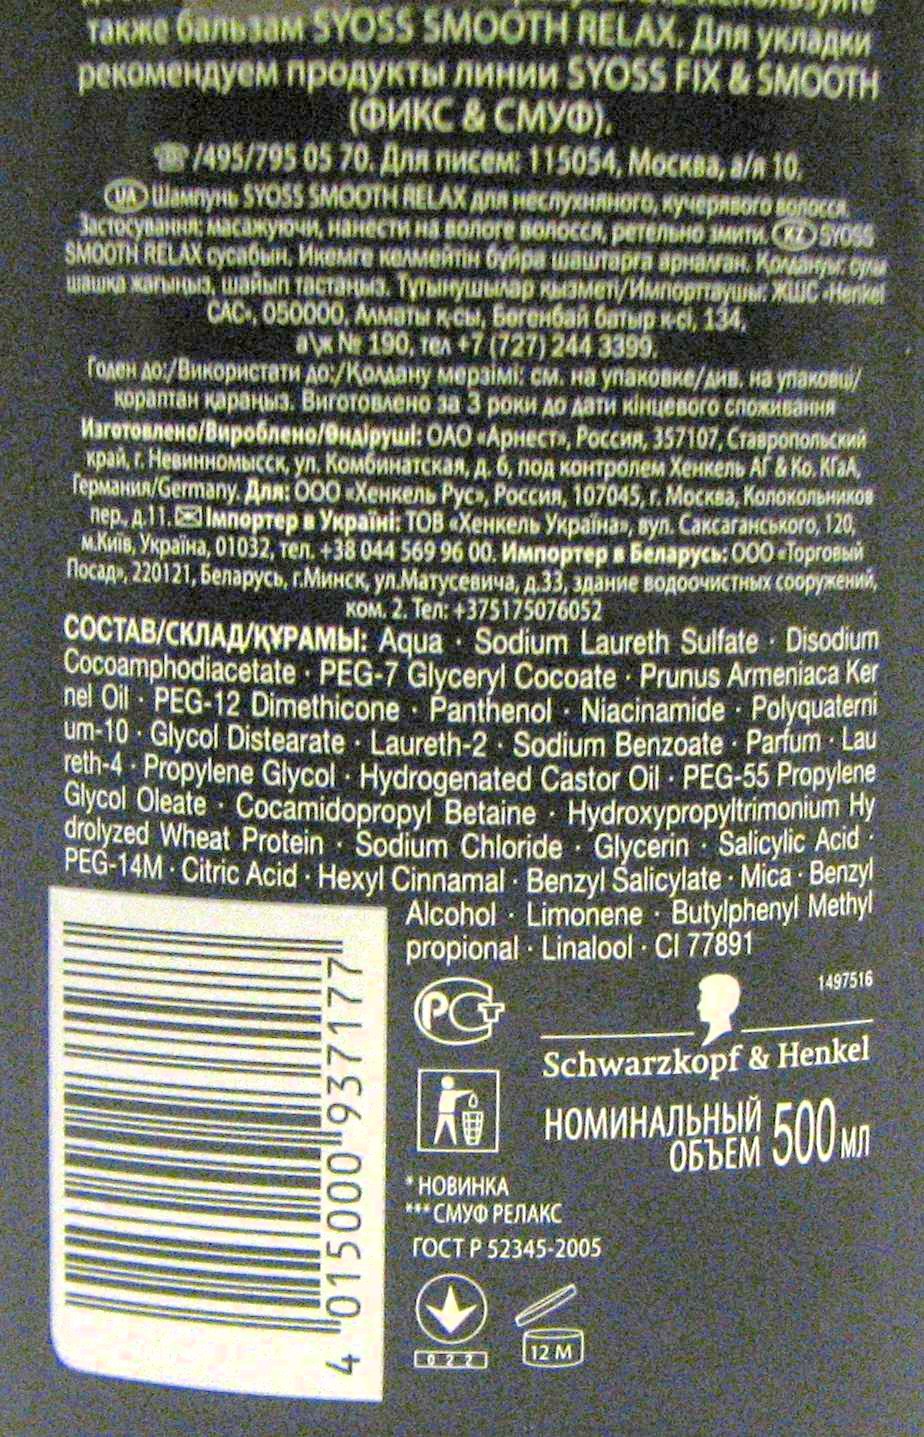 также бальзам SYOSS SMOOTH RELAX. Для укладки
рекомендуем продукты линии SYOSS FIX & SMOOTH
(ФИКС & СМУФ).
☎ /495/795 05 70. Для писем: 115054, Москва, а/я 10.
UA Шампунь SYOSS SMOOTH RELAX для неслухняного, кучерявого волосся.
Застосування: масажуючи, нанести на вологе волосся, ретельно змити. KZ SYOSS
SMOOTH RELAX сусабын. Икемге келмейтін бұйра шаштарга арналган. Қолдануы: сулы
шашка жағыңыз, шайып тастаңыз. Тұтынушылар қызметі/Импорттаушы: ЖШС «Henkel
САС», 050000, Алматы қ-сы, Бөгенбай батыр к-сі, 134,
а\ж № 190, тел +7 (727) 244 3399.
Годен до:/Використати до:/Қолдану мерзімі: см. на упаковке/див. на упаковці/
қораптан қараңыз. Виготовлено за 3 роки до дати кінцевого споживання
Изготовлено/Вироблено/Өндіруші: ОАО «Арнест», Россия, 357107, Ставропольский
край, г. Невинномысск, ул. Комбинатская, д. 6, под контролем Хенкель АГ & Ко. КГаА,
Германия/Germany. Для: ООО «Хенкель Рус», Россия, 107045, г. Москва, Колокольников
пер., д.11. ✉ Імпортер в Україні: ТОВ «Хенкель Україна», вул. Саксаганського, 120,
м.Київ, Україна, 01032, тел. +38 044 569 96 00. Импортер в Беларусь: ООО «Торговый
Посад», 220121, Беларусь, г.Минск, ул.Матусевича, д.33, здание водоочистных сооружений,
ком. 2. Тел: +375175076052
СОСТАВ/СКЛАД/ҚҰРАМЫ: Aqua · Sodium Laureth Sulfate · Disodium
Cocoamphodiacetate · PEG-7 Glyceryl Cocoate · Prunus Armeniaca Ker
nel Oil · PEG-12 Dimethicone · Panthenol · Niacinamide · Polyquaterni
um-10 · Glycol Distearate · Laureth-2 · Sodium Benzoate · Parfum · Lau
reth-4 · Propylene Glycol · Hydrogenated Castor Oil · PEG-55 Propylene
Glycol Oleate · Cocamidopropyl Betaine · Hydroxypropyltrimonium Hy
drolyzed Wheat Protein · Sodium Chloride · Glycerin · Salicylic Acid ·
PEG-14M · Citric Acid · Hexyl Cinnamal · Benzyl Salicylate · Mica · Benzyl
Alcohol · Limonene · Butylphenyl Methyl
propional · Linalool · CI 77891
1497516
РСТ
Schwarzkopf & Henkel
НОМИНАЛЬНЫЙ
ОБЪЕМ 500 МЛ
* НОВИНКА
*** СМУФ РЕЛАКС
ГОСТ Р 52345-2005
022
12 M
4 015000 937177